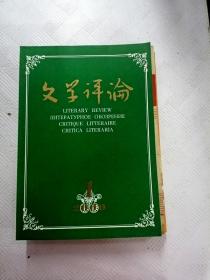 文学评论
LITERARY REVIEW
ЛИТЕРАТУРНОЕ ОБОЗРЕНИЕ
CRITIQUE LITTERAIRE
CRITICA LITERARIA